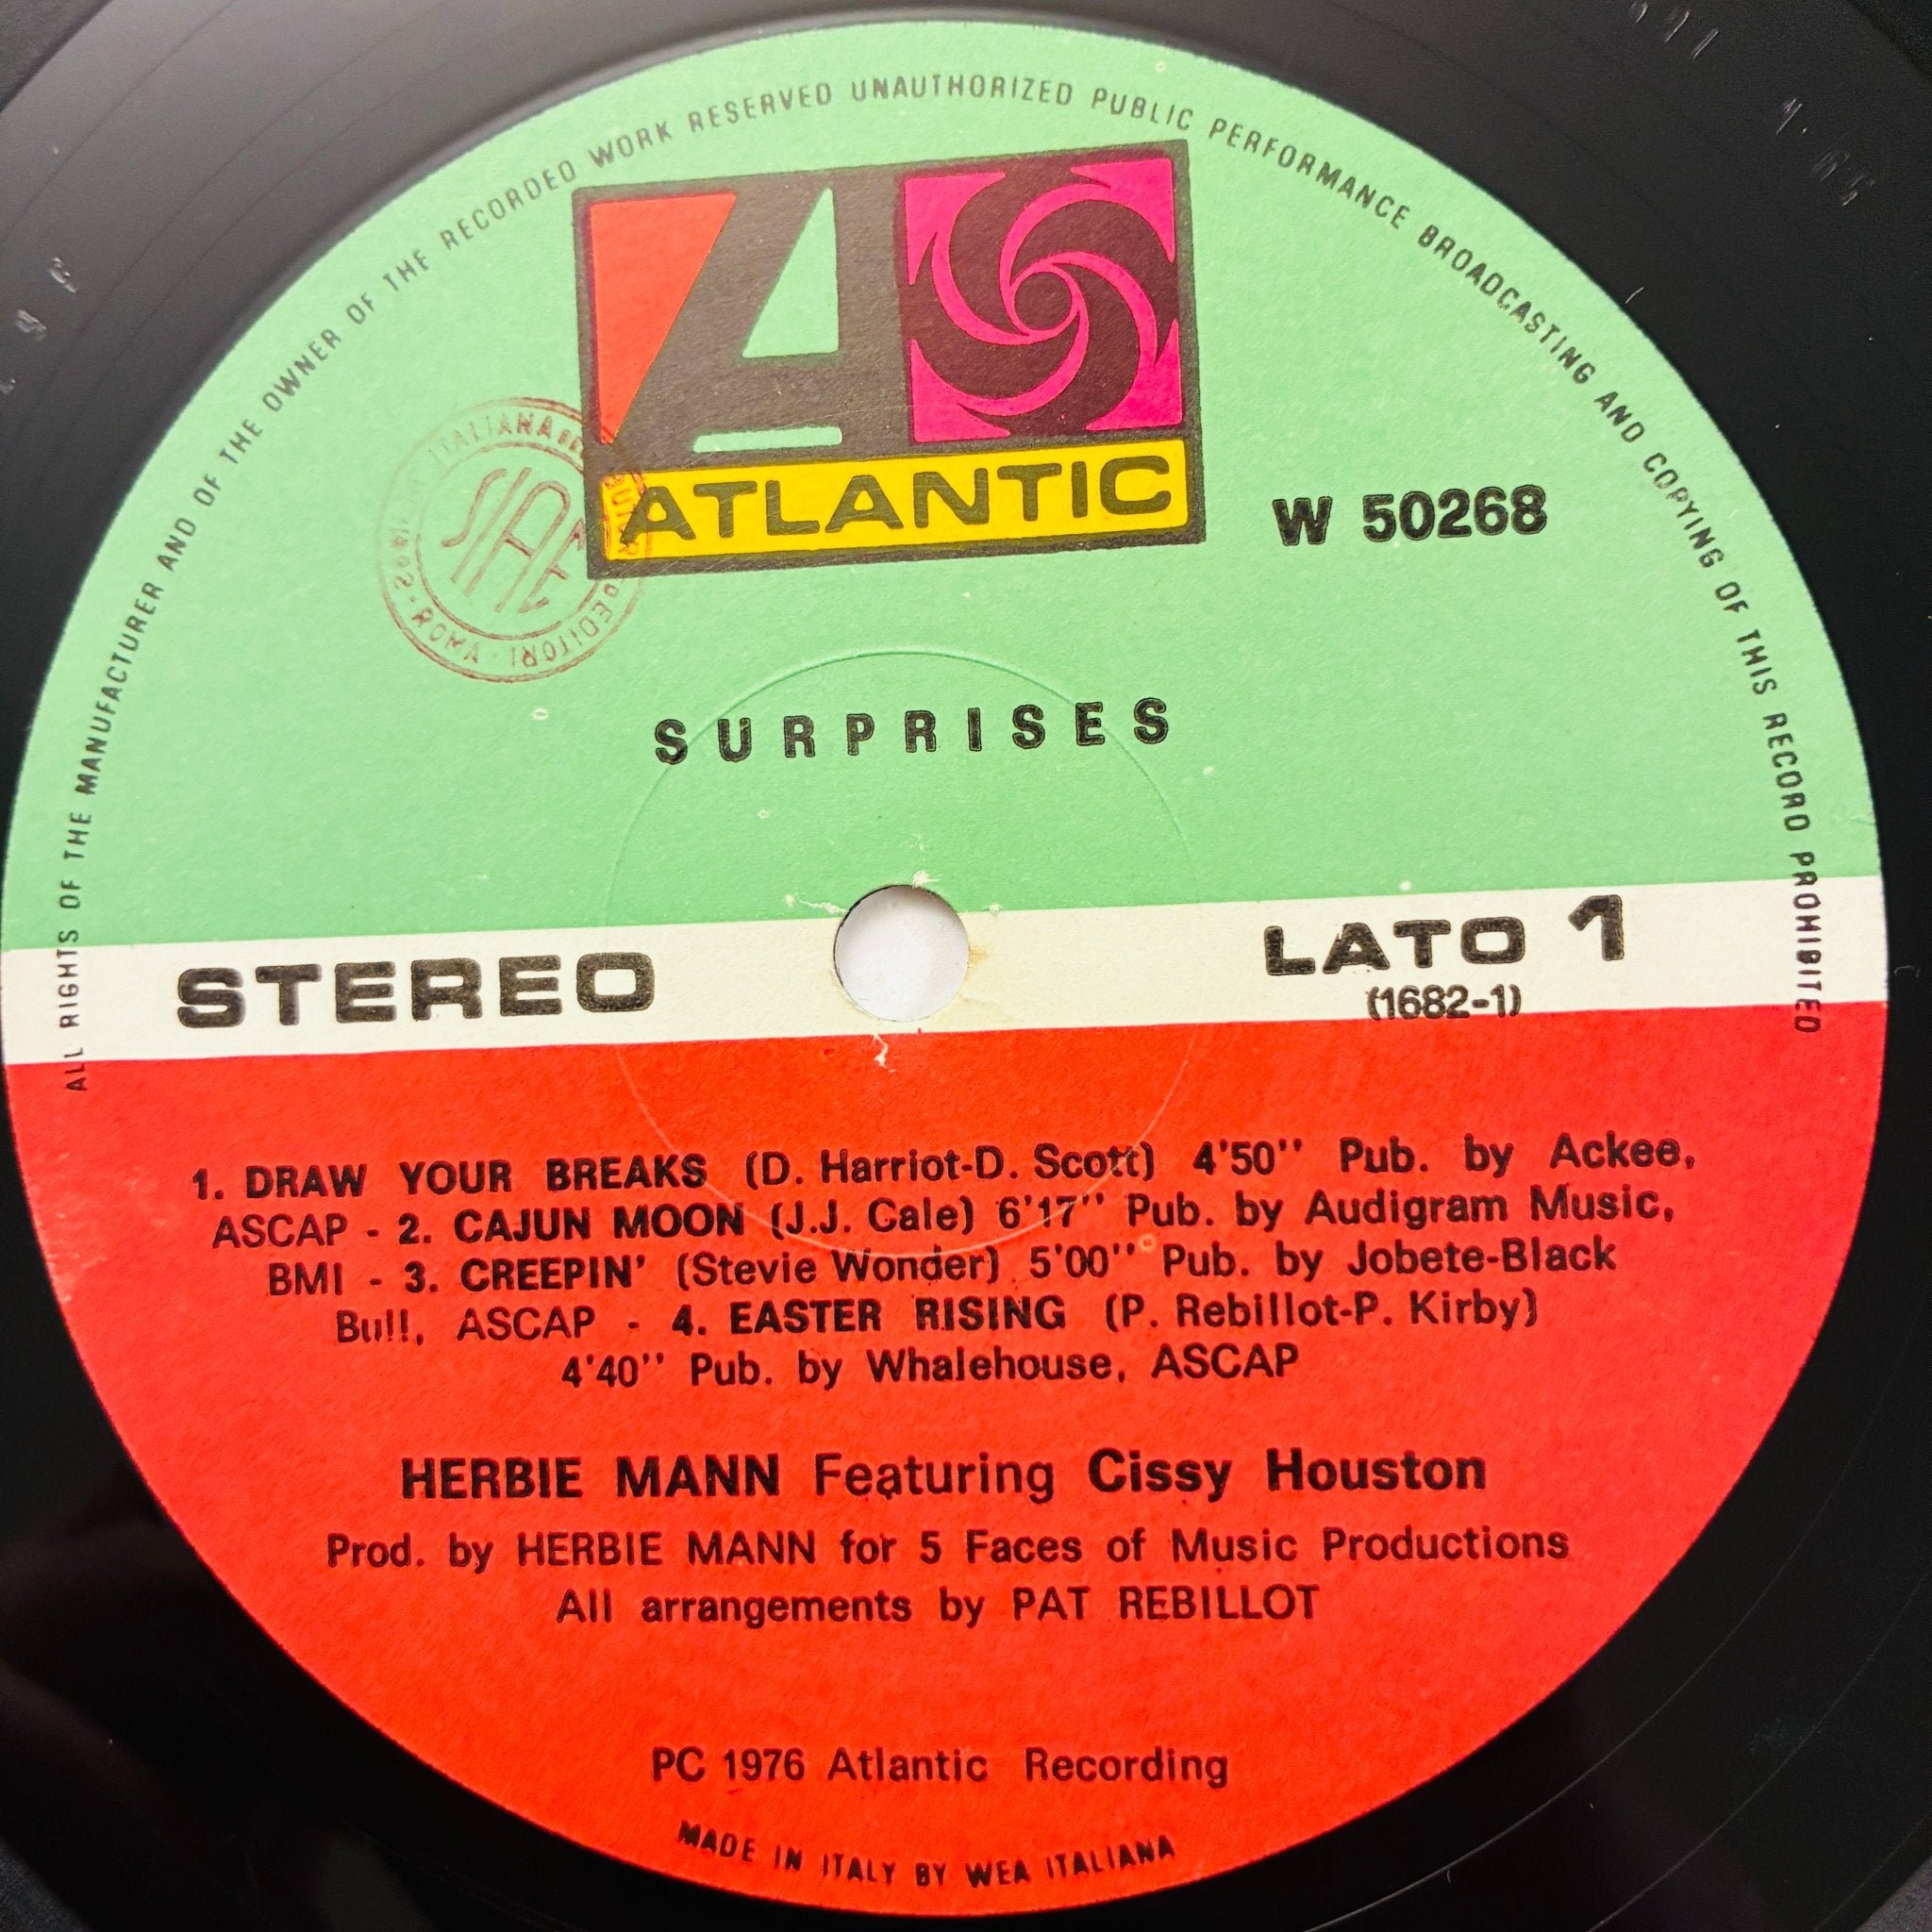 ALL RIGHTS OF THE MANUFACTURER AND OF THE OWNER OF THE RECORDED WORK RESERVED UNAUTHORIZED PUBLIC PERFORMANCE BROADCASTING AND COPYING OF THIS RECORD PROHIBITED
ATLANTIC
W 50268
ITALIANA
SIAE
EDITORI
ROMA
SURPRISES
STEREO
LATO 1
(1682-1)
1. DRAW YOUR BREAKS (D. Harriot-D. Scott) 4'50'' Pub. by Ackee,
ASCAP - 2. CAJUN MOON (J.J. Cale) 6'17'' Pub. by Audigram Music,
BMI - 3. CREEPIN' (Stevie Wonder) 5'00'' Pub. by Jobete-Black
Bull, ASCAP - 4. EASTER RISING (P. Rebillot-P. Kirby)
4'40'' Pub. by Whalehouse, ASCAP
HERBIE MANN Featuring Cissy Houston
Prod. by HERBIE MANN for 5 Faces of Music Productions
All arrangements by PAT REBILLOT
PC 1976 Atlantic Recording
MADE IN ITALY BY WEA ITALIANA